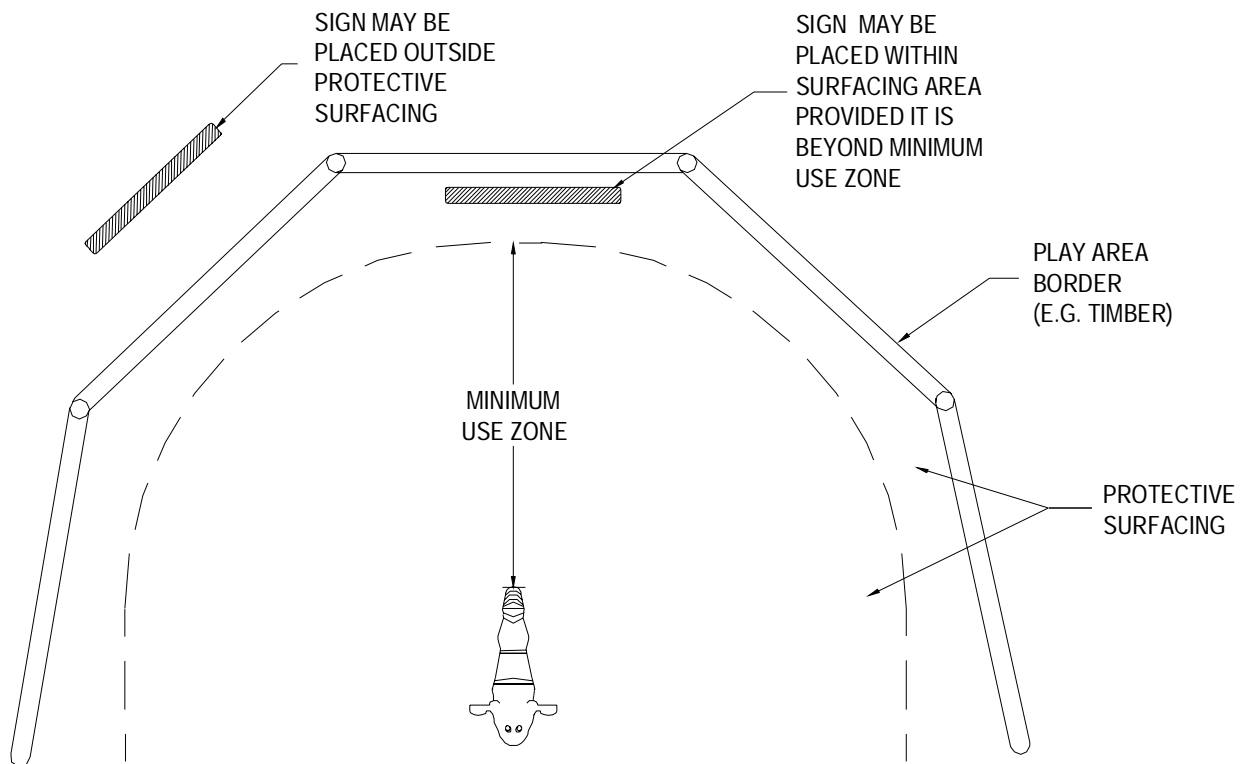 SIGN MAY BE
PLACED OUTSIDE
PROTECTIVE
SURFACING
SIGN MAY BE
PLACED WITHIN
SURFACING AREA
PROVIDED IT IS
BEYOND MINIMUM
USE ZONE
PLAY AREA
BORDER
(E.G. TIMBER)
MINIMUM
USE ZONE
PROTECTIVE
SURFACING